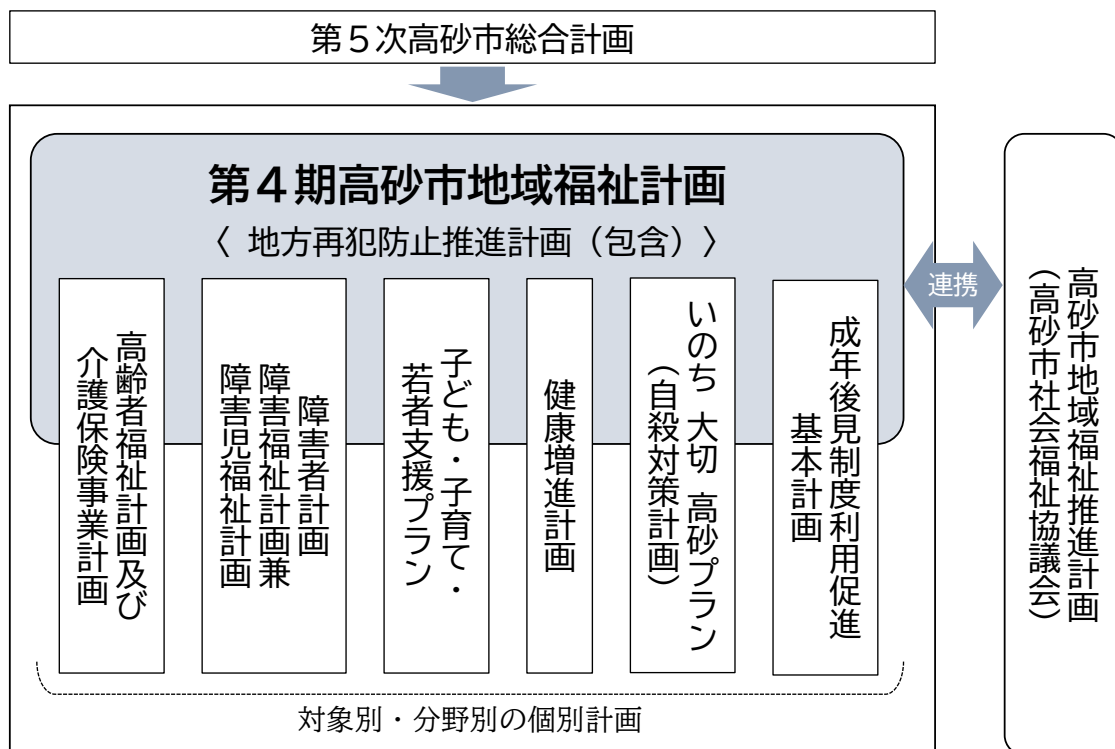 第５次高砂市総合計画
第４期高砂市地域福祉計画
〈 地方再犯防止推進計画（包含）〉
高齢者福祉計画及び
介護保険事業計画
障害者計画
障害福祉計画兼
障害児福祉計画
子ども・子育て・
若者支援プラン
健康増進計画
いのち 大切 高砂プラン
（自殺対策計画）
成年後見制度利用促進
基本計画
対象別・分野別の個別計画
連携
高砂市地域福祉推進計画
（高砂市社会福祉協議会）